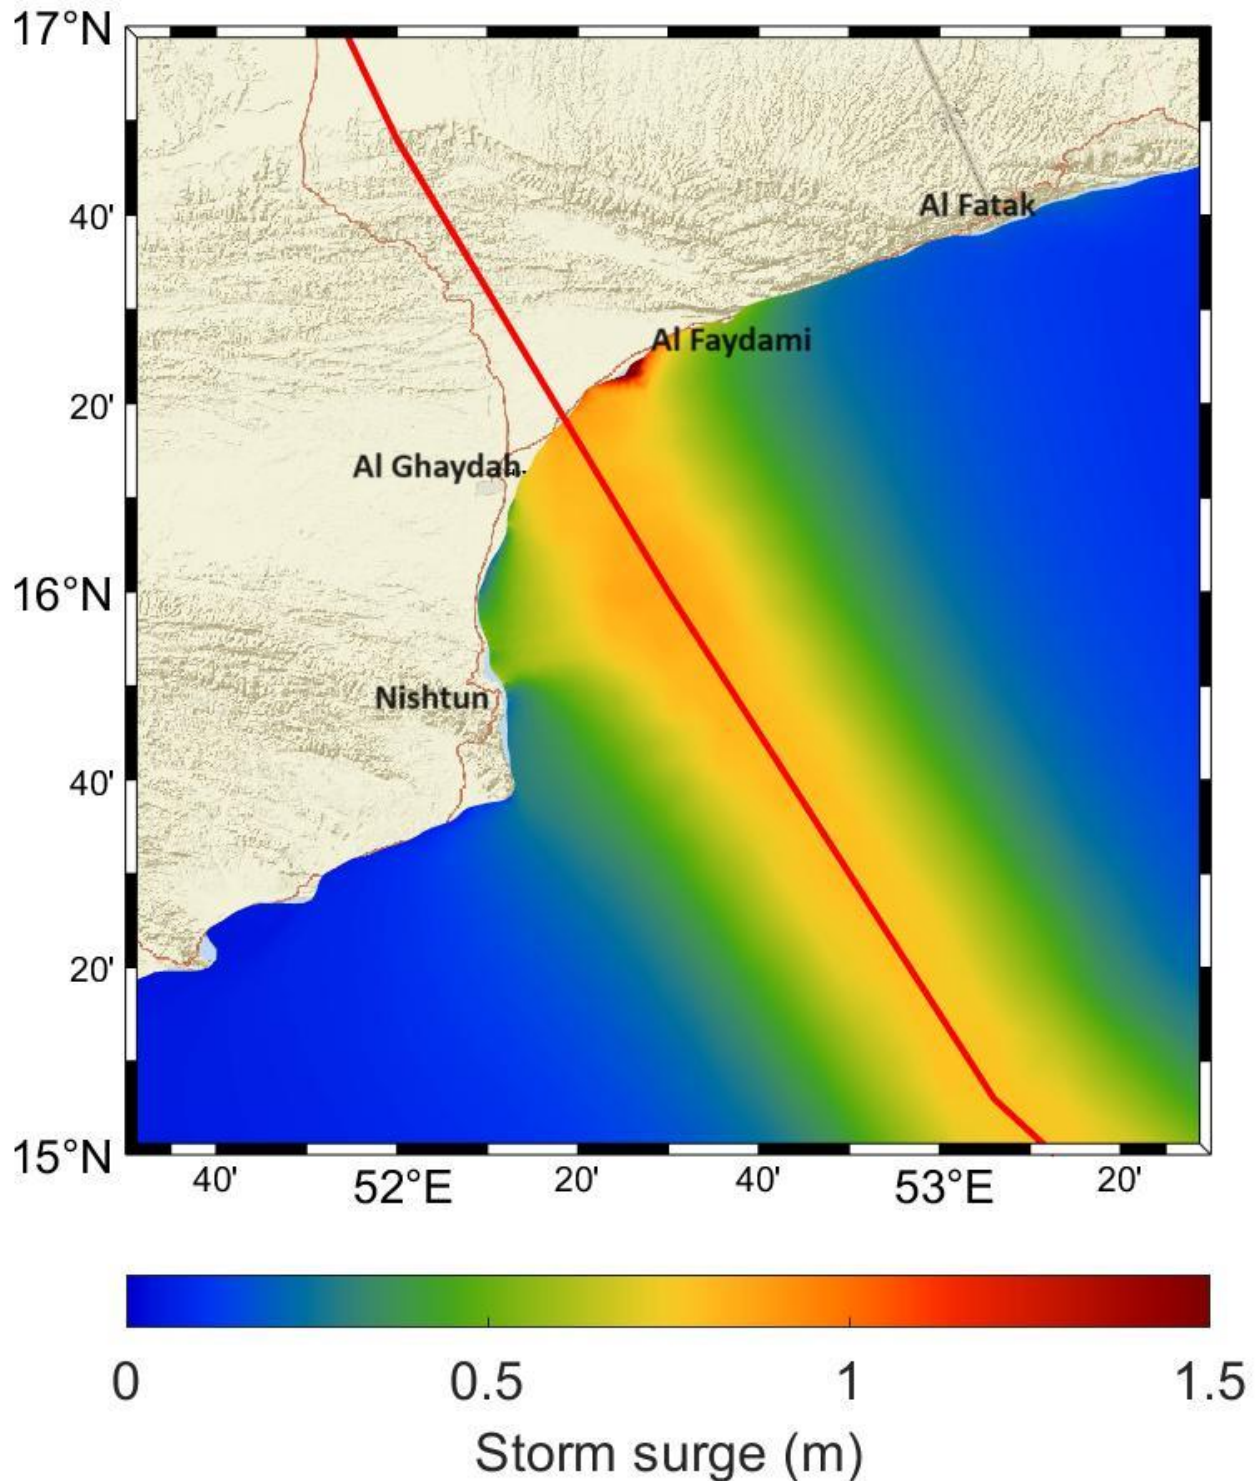 17°N
40'
Al Fatak
Al Faydami
20'
Al Ghaydah
16°N
Nishtun
40'
20'
15°N
40'
52°E
20'
40'
53°E
20'
0
0.5
1
1.5
Storm surge (m)